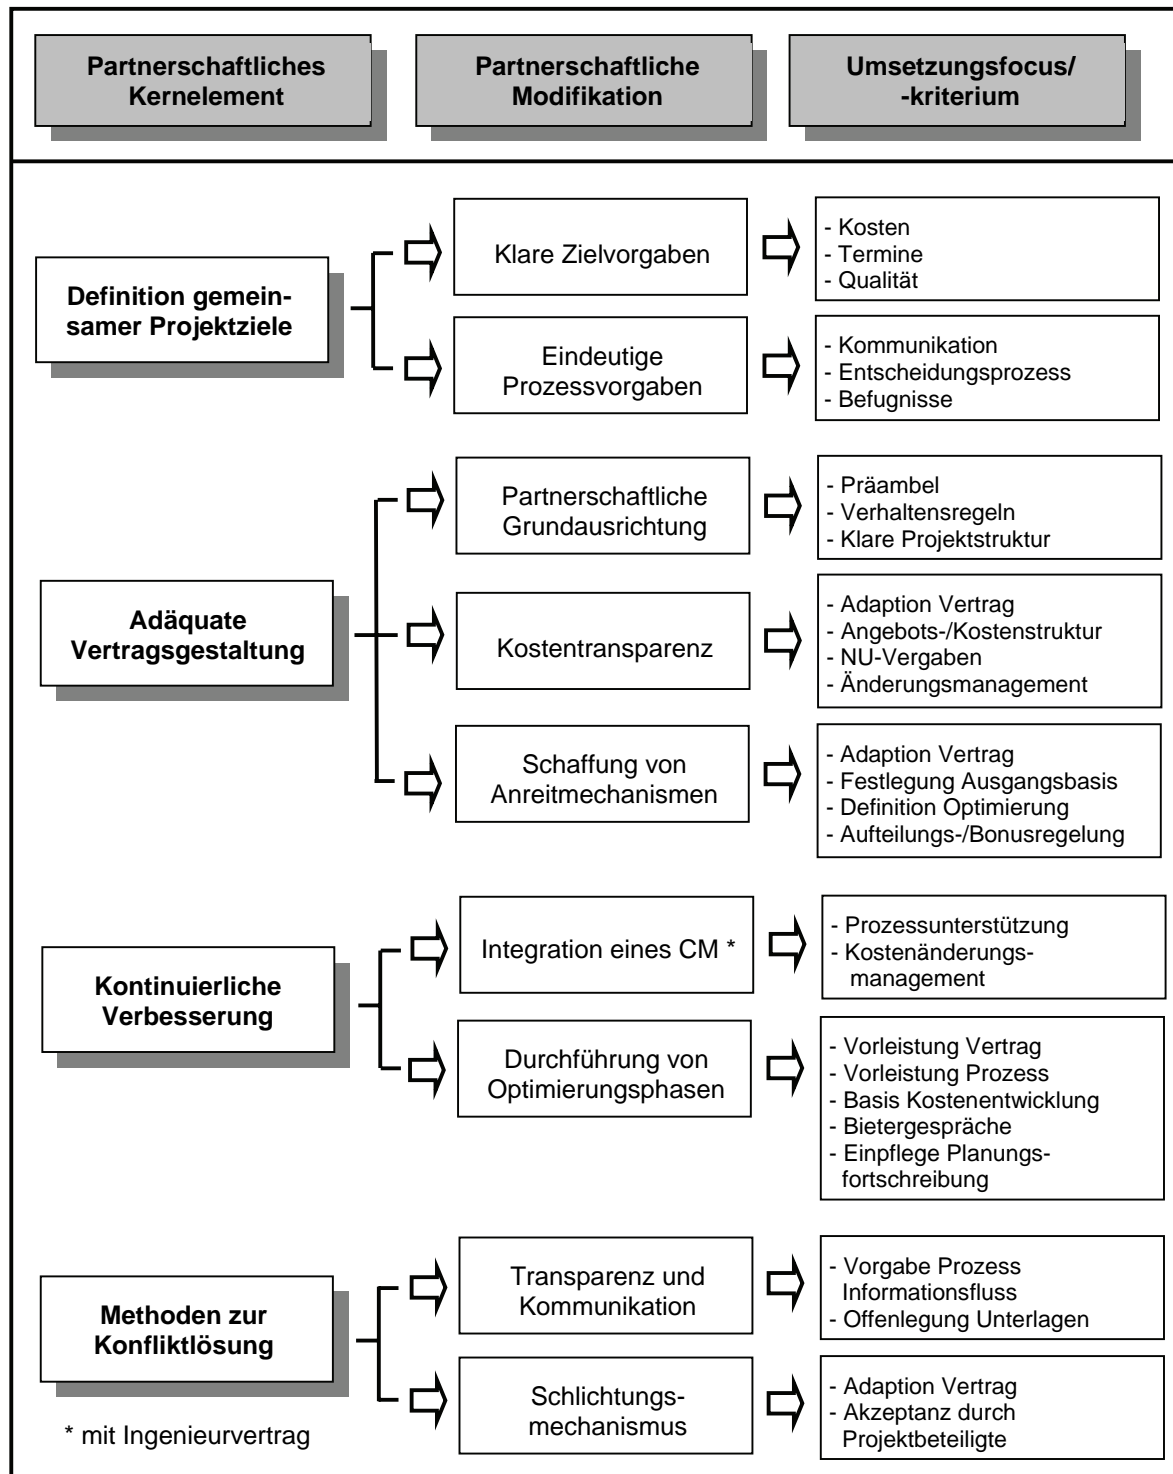 Partnerschaftliches
Kernelement
Partnerschaftliche
Modifikation
Umsetzungsfocus/
-kriterium
Definition gemein-
samer Projektziele
Klare Zielvorgaben
- Kosten
- Termine
- Qualität
Eindeutige
Prozessvorgaben
- Kommunikation
- Entscheidungsprozess
- Befugnisse
Adäquate
Vertragsgestaltung
Partnerschaftliche
Grundausrichtung
- Präambel
- Verhaltensregeln
- Klare Projektstruktur
Kostentransparenz
- Adaption Vertrag
- Angebots-/Kostenstruktur
- NU-Vergaben
- Änderungsmanagement
Schaffung von
Anreitmechanismen
- Adaption Vertrag
- Festlegung Ausgangsbasis
- Definition Optimierung
- Aufteilungs-/Bonusregelung
Kontinuierliche
Verbesserung
Integration eines CM *
- Prozessunterstützung
- Kostenänderungs-
management
Durchführung von
Optimierungsphasen
- Vorleistung Vertrag
- Vorleistung Prozess
- Basis Kostenentwicklung
- Bietergespräche
- Einpflege Planungs-
fortschreibung
Methoden zur
Konfliktlösung
Transparenz und
Kommunikation
- Vorgabe Prozess
Informationsfluss
- Offenlegung Unterlagen
Schlichtungs-
mechanismus
- Adaption Vertrag
- Akzeptanz durch
Projektbeteiligte
* mit Ingenieurvertrag